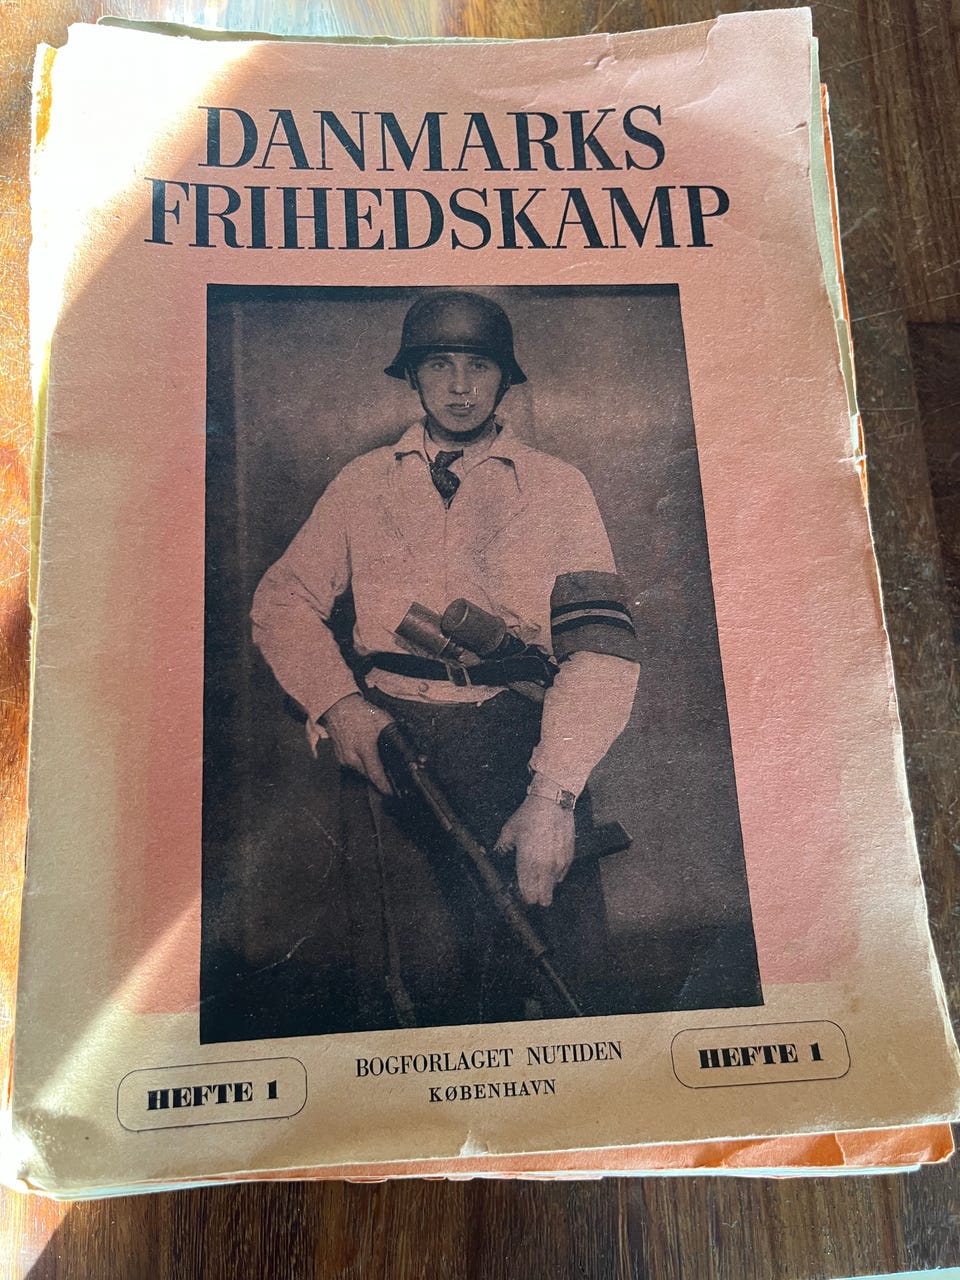 DANMARKS
FRIHEDSKAMP
HEFTE 1
BOGFORLAGET NUTIDEN
KØBENHAVN
HEFTE 1